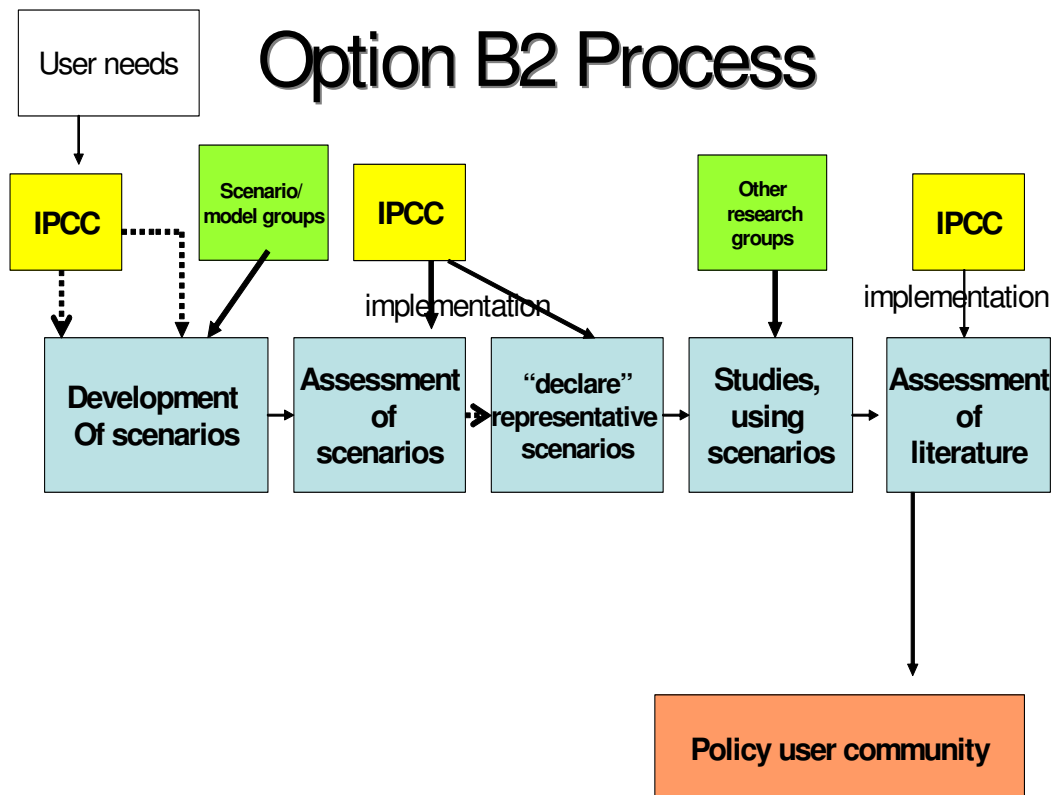 Option B2 Process
User needs
IPCC
Scenario/
model groups
IPCC
Other
research
groups
IPCC
implementation
implementation
Development
Of scenarios
Assessment
of
scenarios
“declare”
representative
scenarios
Studies,
using
scenarios
Assessment
of
literature
Policy user community